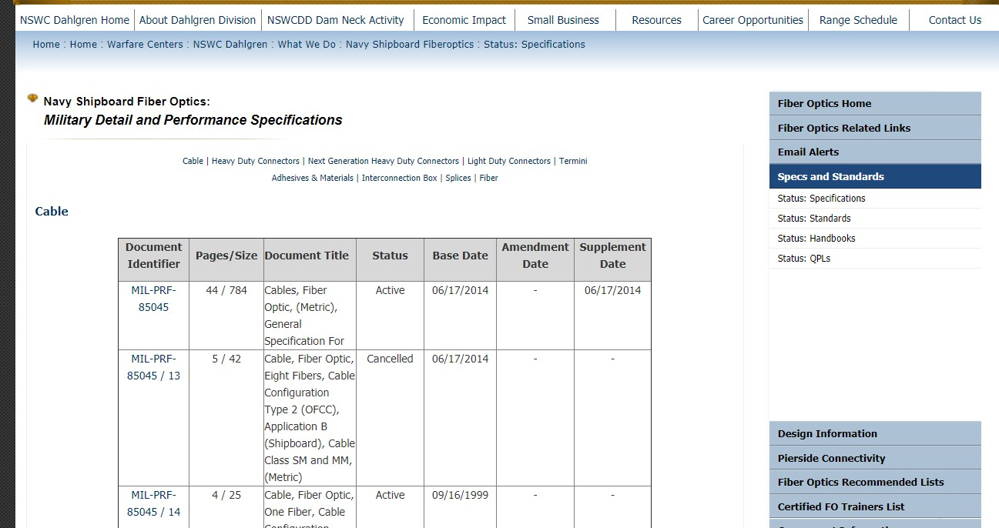 NSWC Dahlgren Home About Dahlgren Division NSWCDD Dam Neck Activity Economic Impact Small Business Resources Career Opportunities Range Schedule Contact Us
Home : Home : Warfare Centers : NSWC Dahlgren : What We Do : Navy Shipboard Fiberoptics : Status: Specifications
Navy Shipboard Fiber Optics:
Military Detail and Performance Specifications
Cable | Heavy Duty Connectors | Next Generation Heavy Duty Connectors | Light Duty Connectors | Termini
Adhesives & Materials | Interconnection Box | Splices | Fiber
Cable
Document Identifier Pages/Size Document Title Status Base Date Amendment Date Supplement Date
MIL-PRF- 44 / 784 Cables, Fiber Active 06/17/2014 - 06/17/2014
85045 Optic, (Metric),
General
Specification For
MIL-PRF- 5 / 42 Cable, Fiber Optic, Cancelled 06/17/2014 - -
85045 / 13 Eight Fibers, Cable
Configuration
Type 2 (OFCC),
Application B
(Shipboard), Cable
Class SM and MM,
(Metric)
MIL-PRF- 4 / 25 Cable, Fiber Optic, Active 09/16/1999 - -
85045 / 14 One Fiber, Cable
Configuration
Fiber Optics Home
Fiber Optics Related Links
Email Alerts
Specs and Standards
Status: Specifications
Status: Standards
Status: Handbooks
Status: QPLs
Design Information
Pierside Connectivity
Fiber Optics Recommended Lists
Certified FO Trainers List